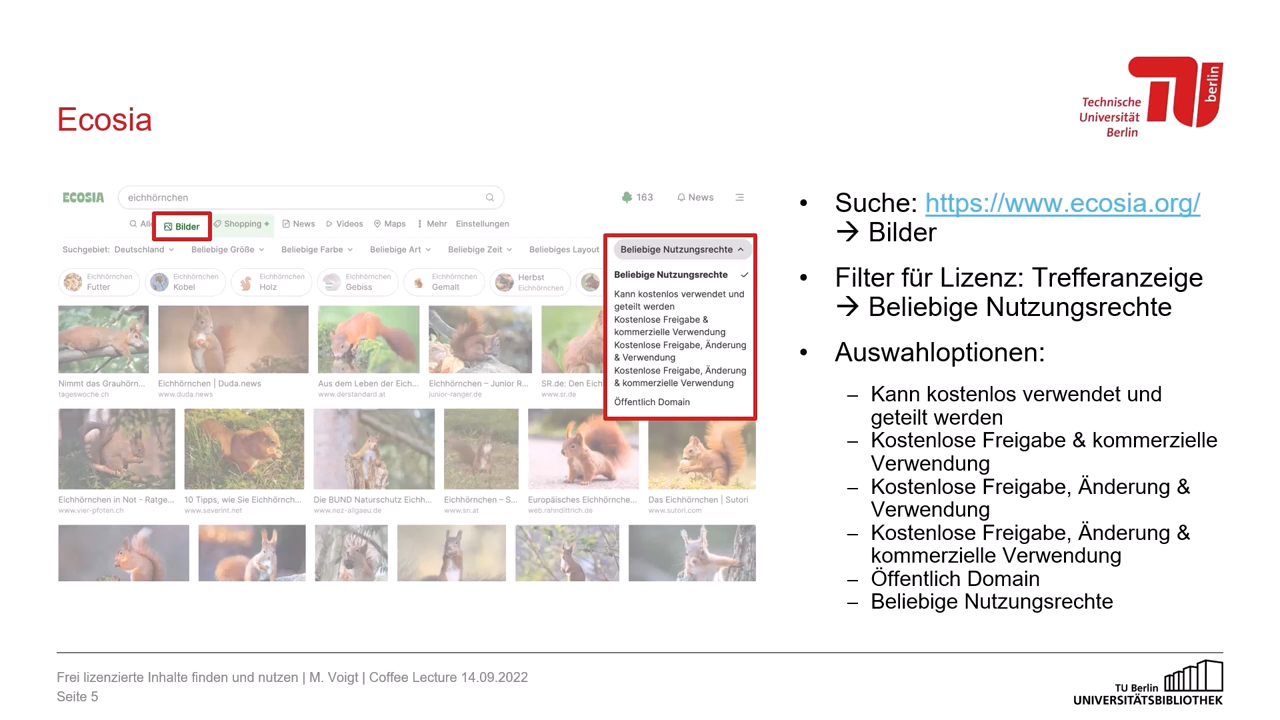 Technische
Universität
Berlin
berlin
Ecosia
ECOSIA
eichhörnchen
163
News
Alle
Bilder
Shopping
News
Videos
Maps
Mehr
Einstellungen
Suchgebiet: Deutschland
Beliebige Größe
Beliebige Farbe
Beliebige Art
Beliebige Zeit
Beliebiges Layout
Beliebige Nutzungsrechte
Beliebige Nutzungsrechte
Kann kostenlos verwendet und
geteilt werden
Kostenlose Freigabe &
kommerzielle Verwendung
Kostenlose Freigabe, Änderung
& Verwendung
Kostenlose Freigabe, Änderung
& kommerzielle Verwendung
Öffentlich Domain
Eichhörnchen
Futter
Eichhörnchen
Kobel
Eichhörnchen
Holz
Eichhörnchen
Gebiss
Eichhörnchen
Gemalt
Herbst
Eichhörnchen
Nimmt das Grauhörn...
tageswoche.ch
Eichhörnchen | Duda.news
www.duda.news
Aus dem Leben der Eich...
www.derstandard.at
Eichhörnchen – Junior R...
junior-ranger.de
SR.de: Den Eich
www.sr.de
Eichhörnchen in Not - Ratge...
www.vier-pfoten.ch
10 Tipps, wie Sie Eichhörnch...
www.severint.net
Die BUND Naturschutz Eichh...
www.nez-allgaeu.de
Eichhörnchen – S...
www.sn.at
Europäisches Eichhörnche...
web.rahndittrich.de
Das Eichhörnchen | Sutori
www.sutori.com
• Suche: https://www.ecosia.org/
→ Bilder
• Filter für Lizenz: Trefferanzeige
→ Beliebige Nutzungsrechte
• Auswahloptionen:
– Kann kostenlos verwendet und
geteilt werden
– Kostenlose Freigabe & kommerzielle
Verwendung
– Kostenlose Freigabe, Änderung &
Verwendung
– Kostenlose Freigabe, Änderung &
kommerzielle Verwendung
– Öffentlich Domain
– Beliebige Nutzungsrechte
Frei lizenzierte Inhalte finden und nutzen | M. Voigt | Coffee Lecture 14.09.2022
Seite 5
TU Berlin
UNIVERSITÄTSBIBLIOTHEK